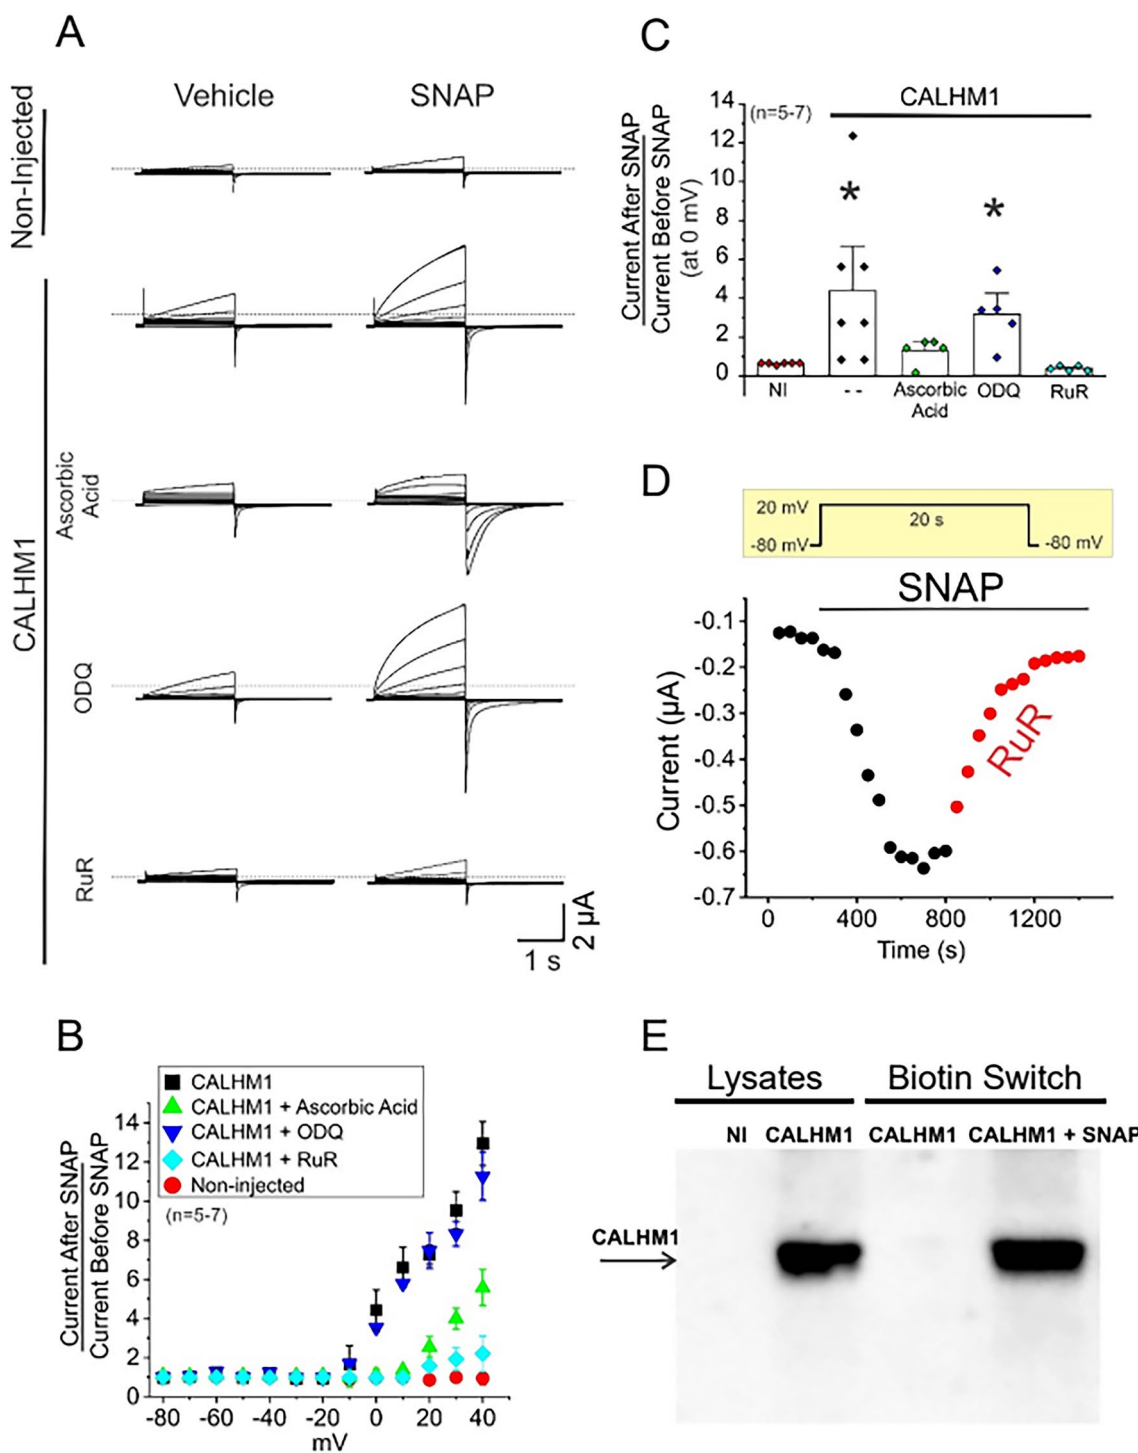 A
Vehicle
SNAP
Non-Injected
CALHM1
Ascorbic
Acid
ODQ
RuR
2 µA
1 s
B
CALHM1
CALHM1 + Ascorbic Acid
CALHM1 + ODQ
CALHM1 + RuR
Non-injected
(n=5-7)
Current After SNAP
Current Before SNAP
14
12
10
8
6
4
2
0
-80 -60 -40 -20 0 20 40
mV
C
CALHM1
(n=5-7)
*
*
Current After SNAP
Current Before SNAP
(at 0 mV)
14
12
10
8
6
4
2
0
NI -- Ascorbic Acid ODQ RuR
D
20 mV
20 s
-80 mV
-80 mV
SNAP
RuR
Current (µA)
-0.1
-0.2
-0.3
-0.4
-0.5
-0.6
-0.7
0 400 800 1200
Time (s)
E
Lysates Biotin Switch
NI CALHM1 CALHM1 CALHM1 + SNAP
CALHM1